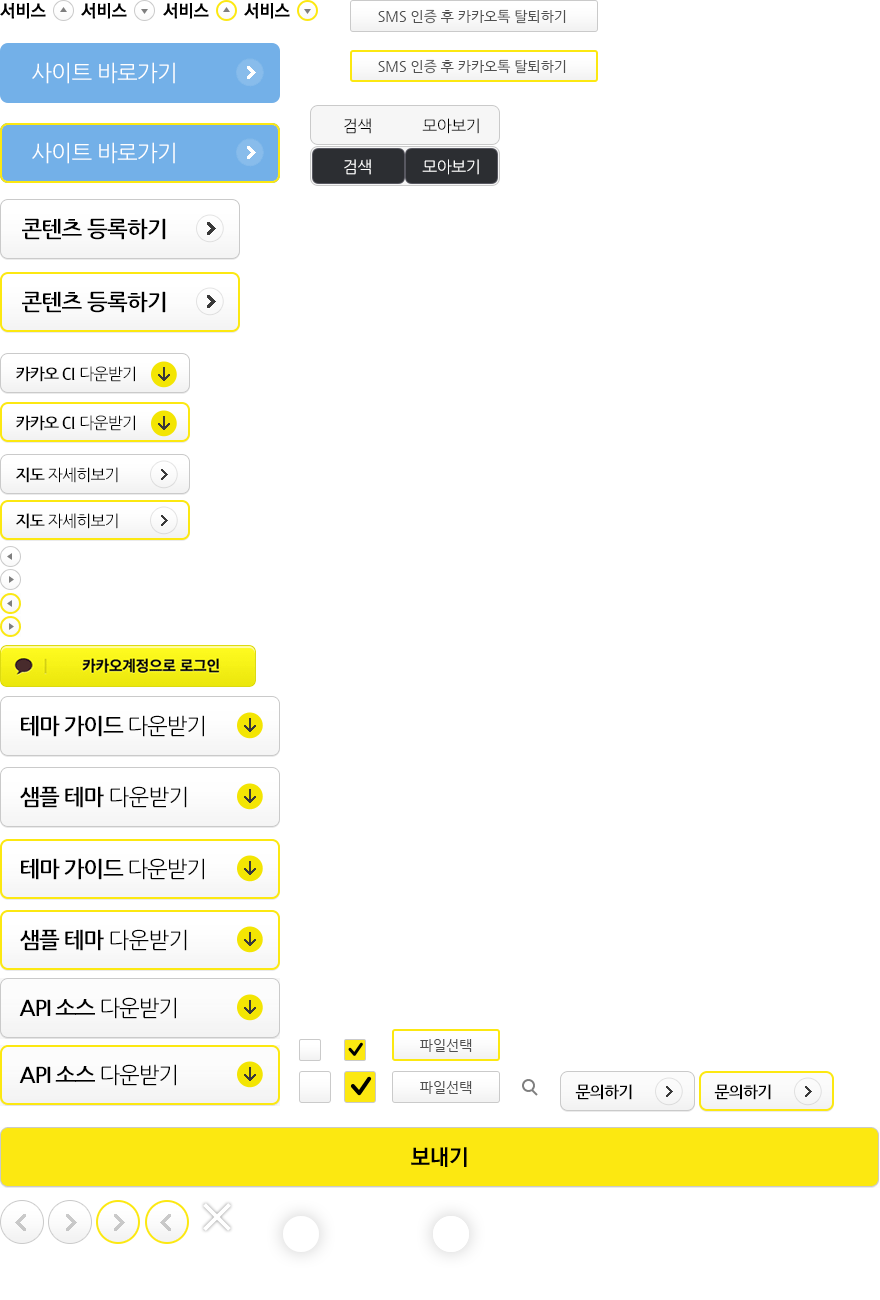 서비스 서비스 서비스 서비스
SMS 인증 후 카카오톡 탈퇴하기
사이트 바로가기
SMS 인증 후 카카오톡 탈퇴하기
검색 모아보기
사이트 바로가기
검색 모아보기
콘텐츠 등록하기
콘텐츠 등록하기
카카오 CI 다운받기
카카오 CI 다운받기
지도 자세히보기
지도 자세히보기
카카오계정으로 로그인
테마 가이드 다운받기
샘플 테마 다운받기
테마 가이드 다운받기
샘플 테마 다운받기
API 소스 다운받기
파일선택
API 소스 다운받기
파일선택
문의하기 문의하기
보내기